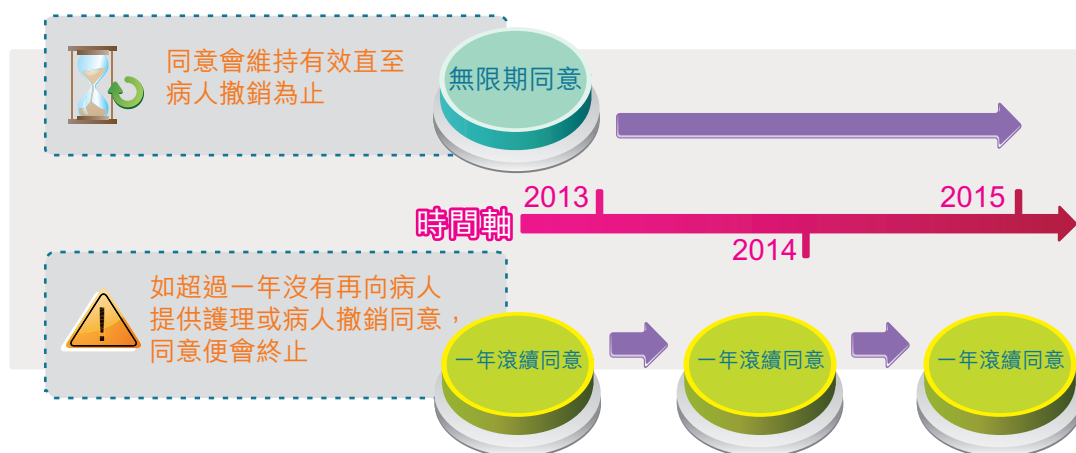 同意會維持有效直至
病人撤銷為止
無限期同意
2013
2015
時間軸
2014
如超過一年沒有再向病人
提供護理或病人撤銷同意，
同意便會終止
一年滾續同意
一年滾續同意
一年滾續同意